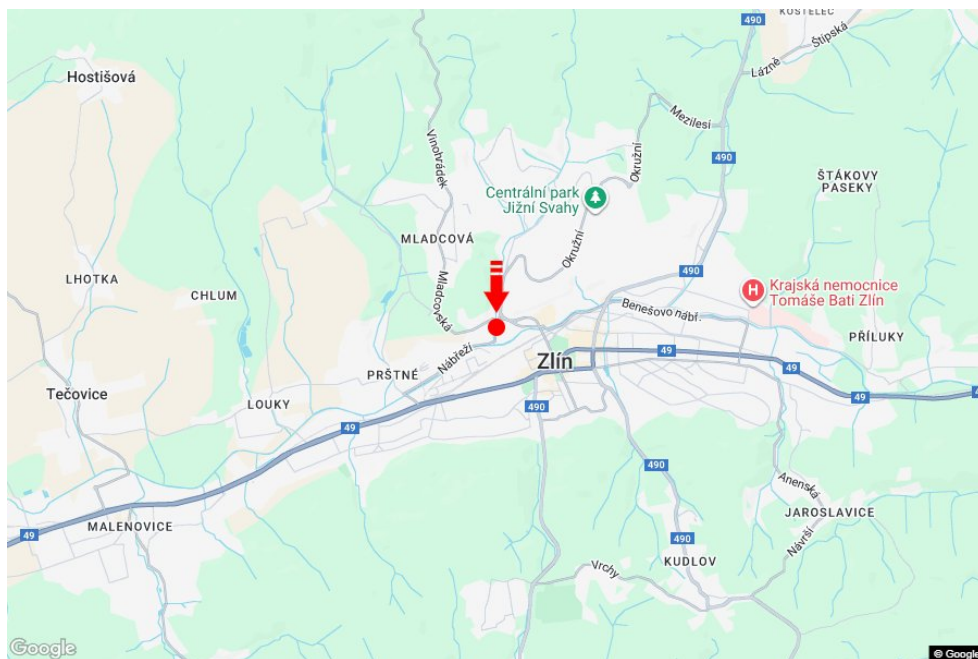 KOSTELEC
490
Štípská
Lázně
Hostišová
Mezilesí
Vinohrádek
490
Okružní
ŠTÁKOVY
PASEKY
Centrální park
Jižní Svahy
MLADCOVÁ
Okružní
LHOTKA
490
CHLUM
Krajská nemocnice
Tomáše Bati Zlín
H
Mladcovská
Benešovo nábř.
PŘÍLUKY
Nábřeží
49
Zlín
PRŠTNÉ
49
Tečovice
49
LOUKY
490
49
490
Anenská
MALENOVICE
JAROSLAVICE
49
490
Návrší
KUDLOV
Vrchy
Google
© Google